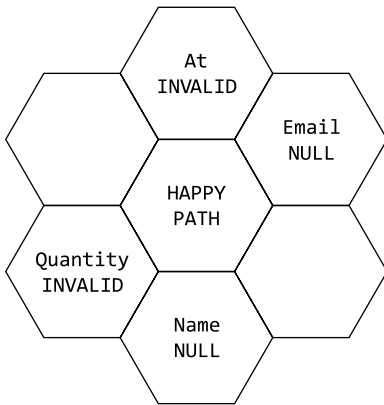 At
INVALID
Email
NULL
HAPPY
PATH
Quantity
INVALID
Name
NULL